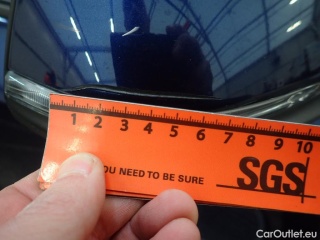 1 2 3 4 5 6 7 8 9 10
OU NEED TO BE SURE
SGS
CarOutlet.eu